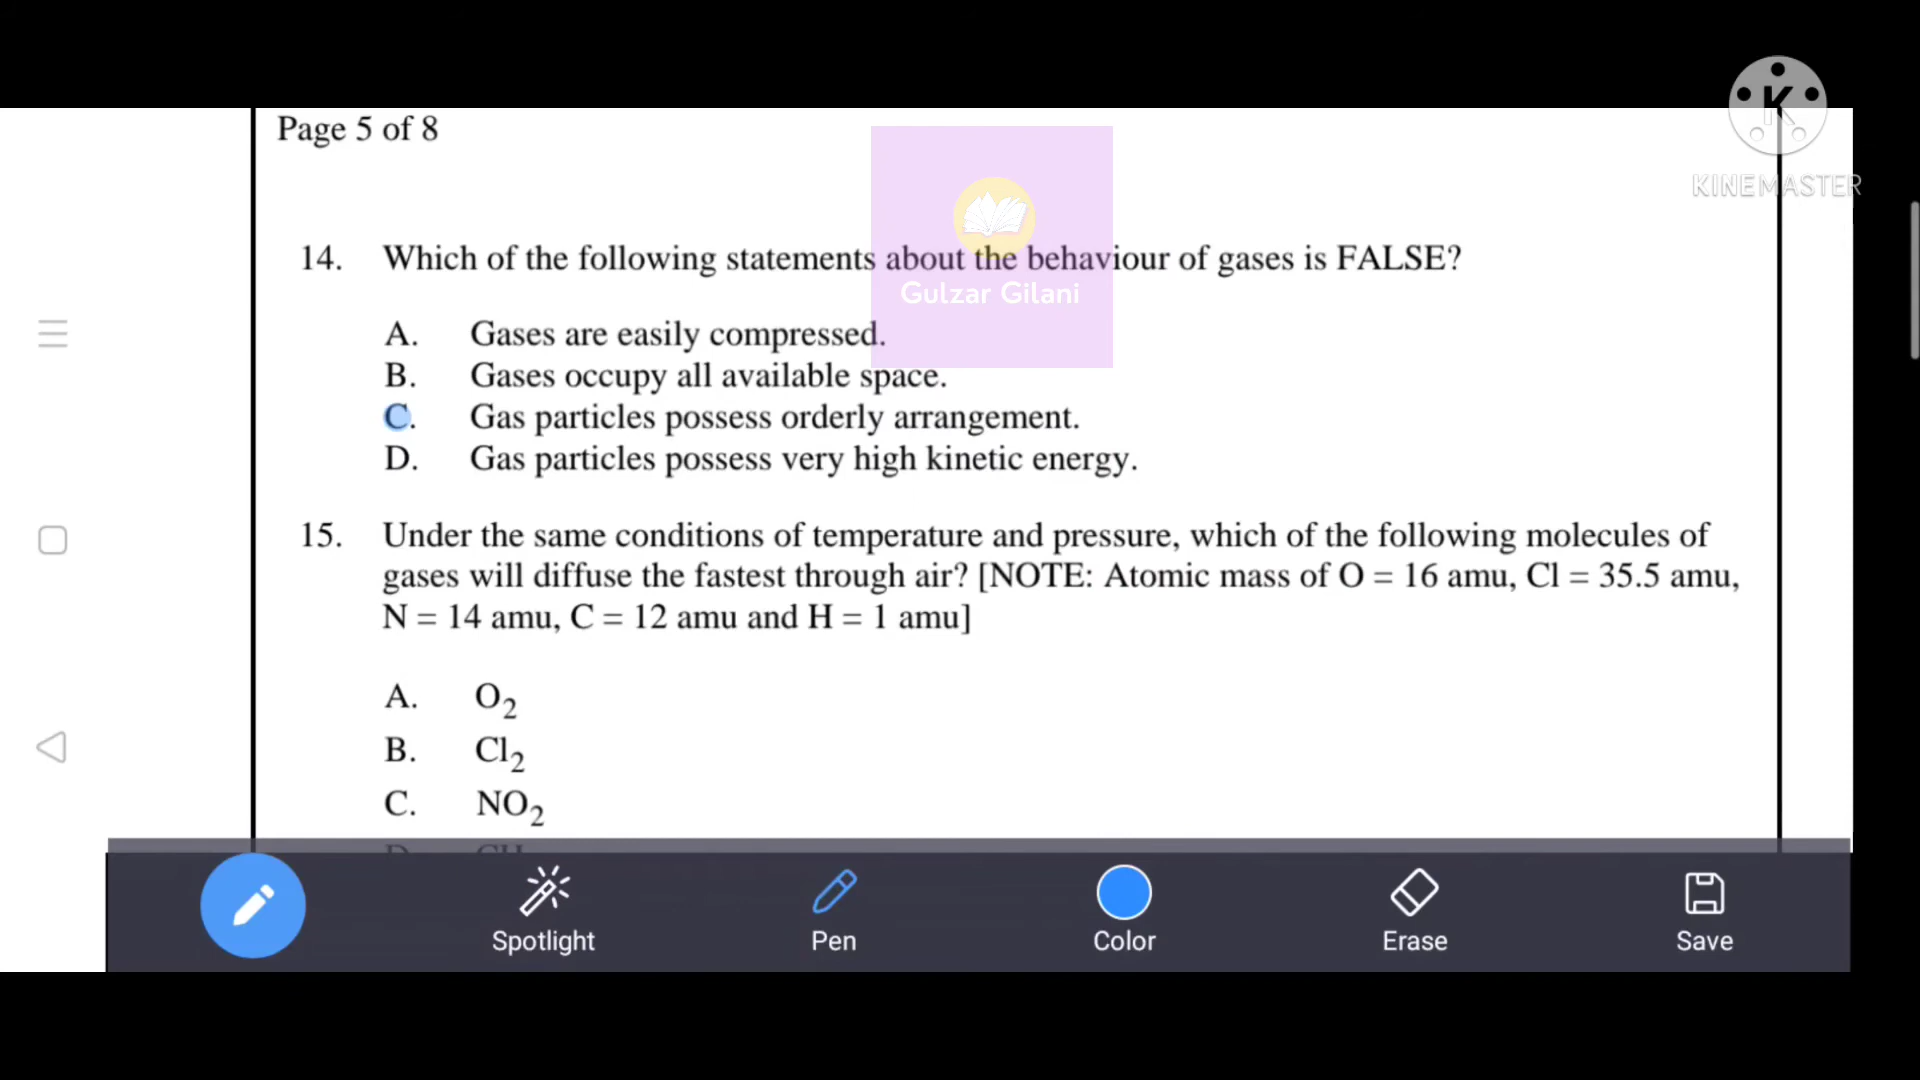 KINEMASTER
Page 5 of 8
14. Which of the following statements about the behaviour of gases is FALSE?
Gulzar Gilani
A. Gases are easily compressed.
B. Gases occupy all available space.
C. Gas particles possess orderly arrangement.
D. Gas particles possess very high kinetic energy.
15. Under the same conditions of temperature and pressure, which of the following molecules of
gases will diffuse the fastest through air? [NOTE: Atomic mass of O = 16 amu, Cl = 35.5 amu,
N = 14 amu, C = 12 amu and H = 1 amu]
A. O₂
B. Cl₂
C. NO₂
Spotlight Pen Color Erase Save